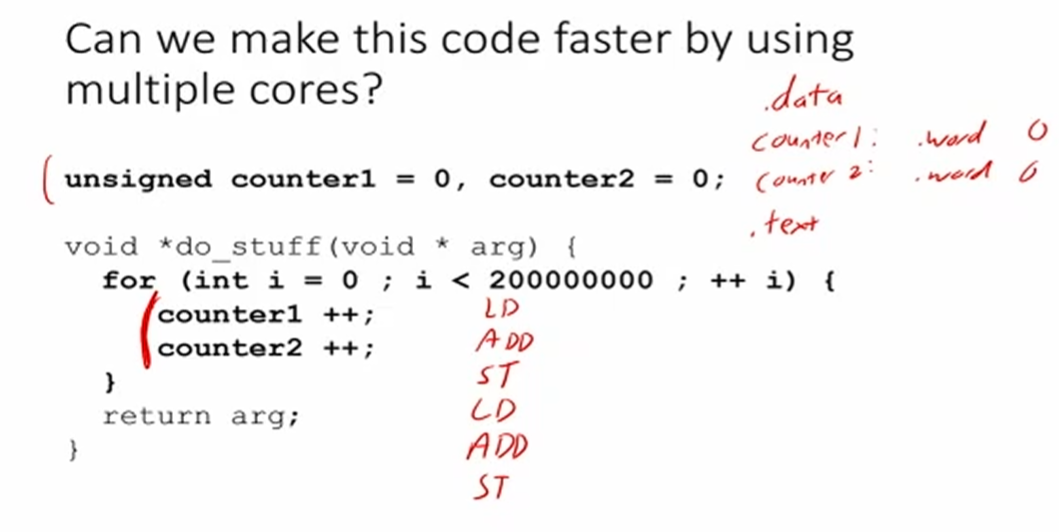 Can we make this code faster by using
multiple cores?
.data
counter1: .word 0
unsigned counter1 = 0, counter2 = 0;
counter 2: .word 0
.text
void *do_stuff(void * arg) {
for (int i = 0 ; i < 200000000 ; ++ i) {
counter1 ++; LD
counter2 ++; ADD
} ST
return arg; LD
} ADD
ST